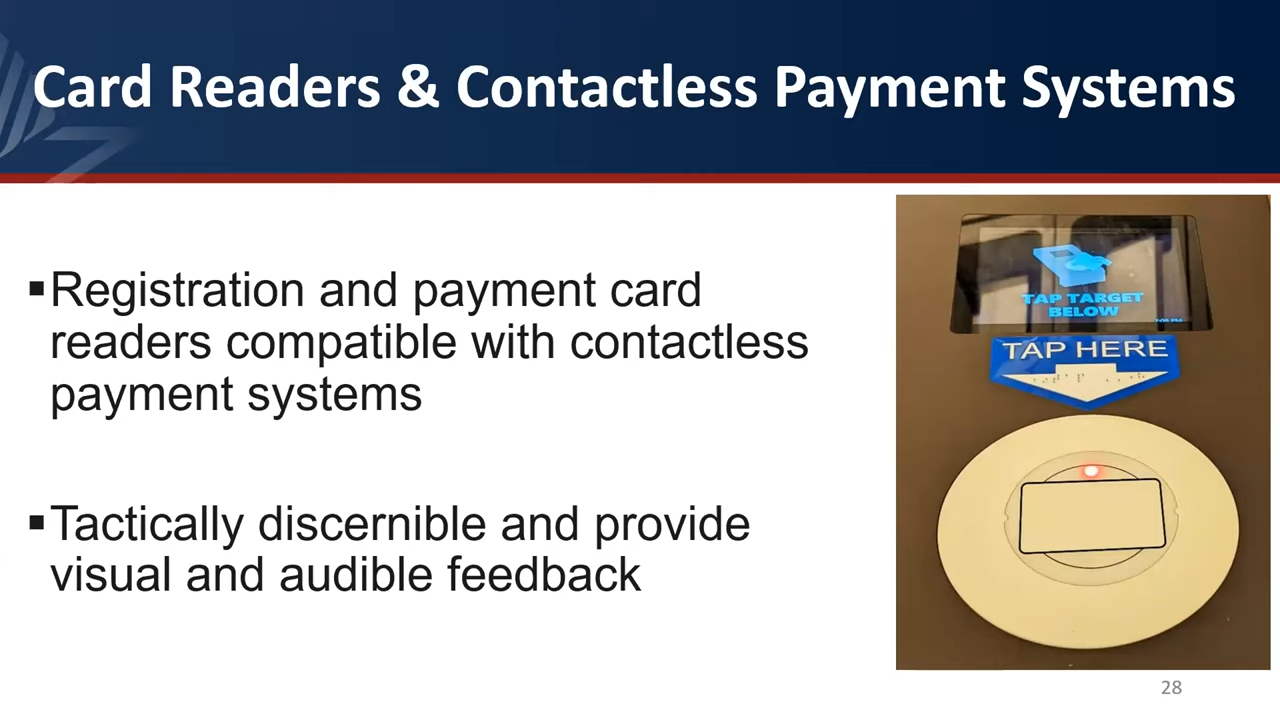 Card Readers & Contactless Payment Systems
▪Registration and payment card
readers compatible with contactless
payment systems
▪Tactically discernible and provide
visual and audible feedback
TAP TARGET
BELOW
TAP HERE
28